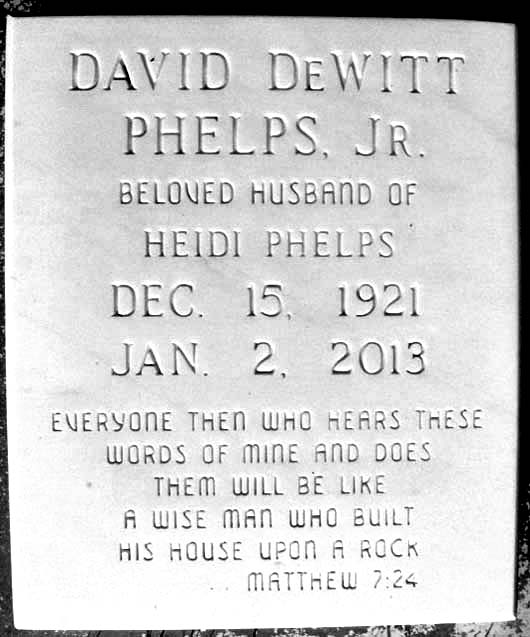 DAVID DEWITT
PHELPS, JR.
BELOVED HUSBAND OF
HEIDI PHELPS
DEC. 15, 1921
JAN. 2, 2013
EVERYONE THEN WHO HEARS THESE
WORDS OF MINE AND DOES
THEM WILL BE LIKE
A WISE MAN WHO BUILT
HIS HOUSE UPON A ROCK
... MATTHEW 7:24